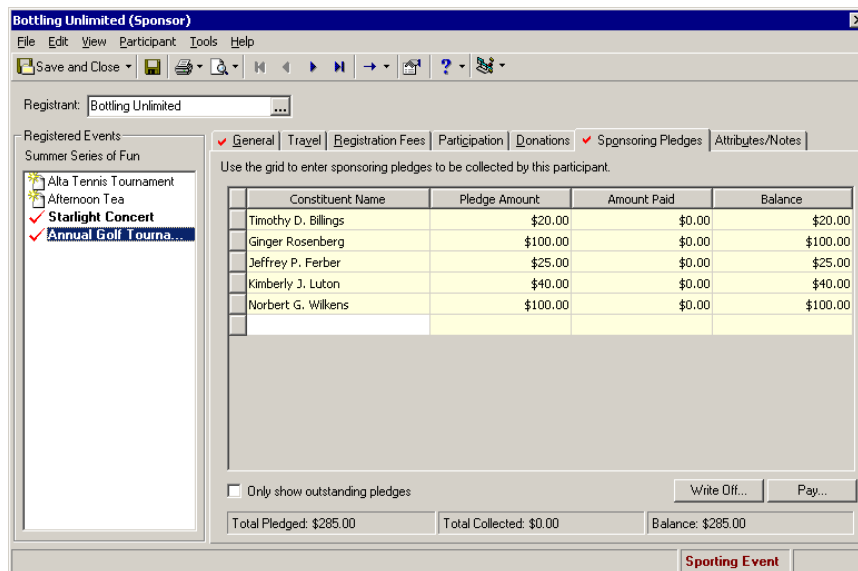 Bottling Unlimited (Sponsor)
File Edit View Participant Tools Help
Save and Close
Registrant: Bottling Unlimited ...
Registered Events
Summer Series of Fun
Alta Tennis Tournament
Afternoon Tea
Starlight Concert
Annual Golf Tourna...
General Travel Registration Fees Participation Donations Sponsoring Pledges Attributes/Notes
Use the grid to enter sponsoring pledges to be collected by this participant.
Constituent Name Pledge Amount Amount Paid Balance
Timothy D. Billings $20.00 $0.00 $20.00
Ginger Rosenberg $100.00 $0.00 $100.00
Jeffrey P. Ferber $25.00 $0.00 $25.00
Kimberly J. Luton $40.00 $0.00 $40.00
Norbert G. Wilkens $100.00 $0.00 $100.00
Only show outstanding pledges
Write Off... Pay...
Total Pledged: $285.00 Total Collected: $0.00 Balance: $285.00
Sporting Event